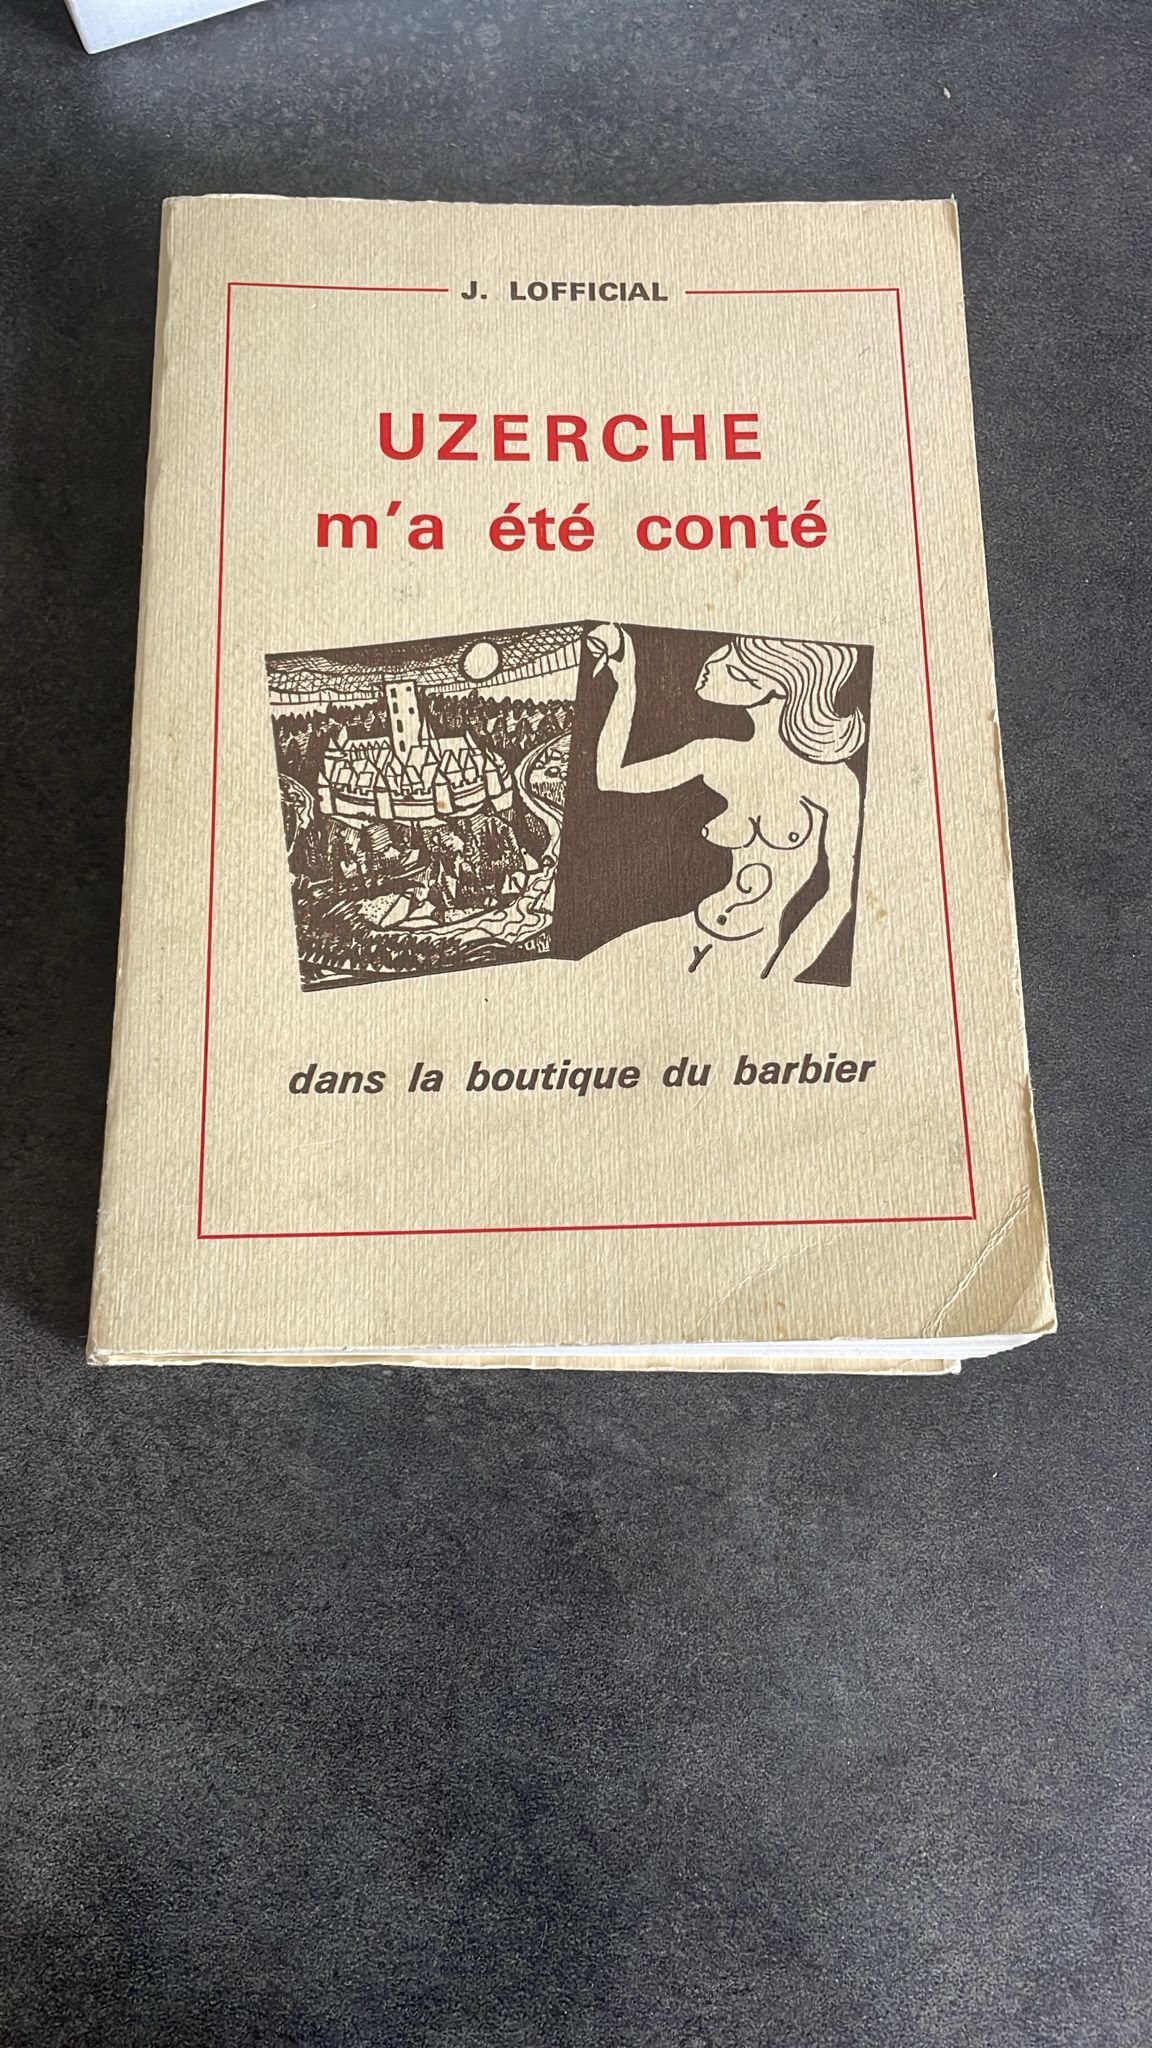 J. LOFFICIAL
UZERCHE
m'a été conté
dans la boutique du barbier